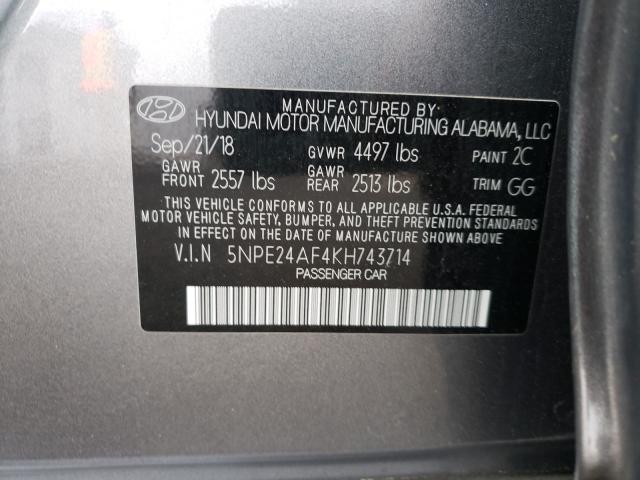 MANUFACTURED BY:
HYUNDAI MOTOR MANUFACTURING ALABAMA, LLC
Sep/21/18 GVWR 4497 lbs PAINT 2C
GAWR FRONT 2557 lbs GAWR REAR 2513 lbs TRIM GG
THIS VEHICLE CONFORMS TO ALL APPLICABLE U.S.A. FEDERAL
MOTOR VEHICLE SAFETY, BUMPER, AND THEFT PREVENTION
STANDARDS IN EFFECT ON THE DATE OF MANUFACTURE SHOWN ABOVE.
V.I.N 5NPE24AF4KH743714
PASSENGER CAR